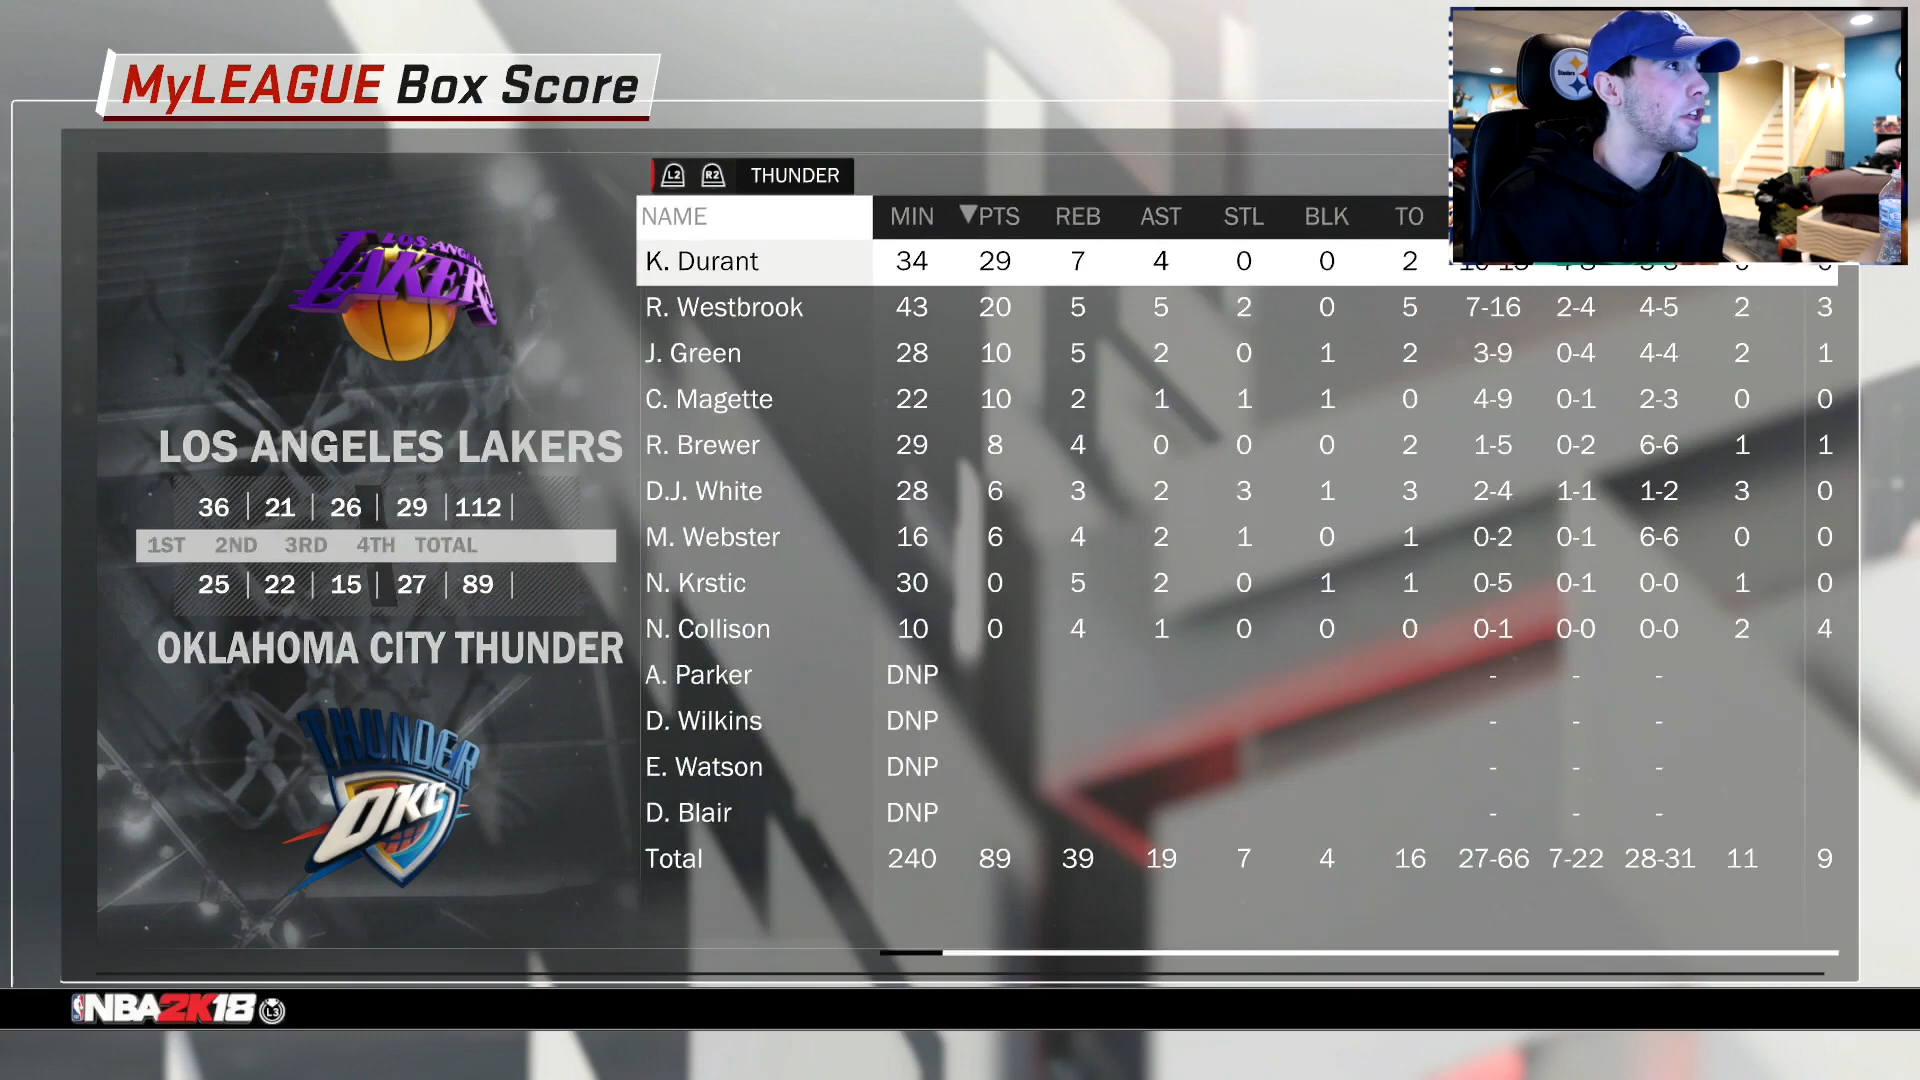 MyLEAGUE Box Score
Steelers
LOS ANGELES LAKERS
LOS ANGELES LAKERS
36 | 21 | 26 | 29 | 112 |
1ST 2ND 3RD 4TH TOTAL
25 | 22 | 15 | 27 | 89 |
OKLAHOMA CITY THUNDER
THUNDER
OKC
L2 R2 THUNDER
NAME MIN ▼PTS REB AST STL BLK TO
K. Durant 34 29 7 4 0 0 2
R. Westbrook 43 20 5 5 2 0 5 7-16 2-4 4-5 2 3
J. Green 28 10 5 2 0 1 2 3-9 0-4 4-4 2 1
C. Magette 22 10 2 1 1 1 0 4-9 0-1 2-3 0 0
R. Brewer 29 8 4 0 0 0 2 1-5 0-2 6-6 1 1
D.J. White 28 6 3 2 3 1 3 2-4 1-1 1-2 3 0
M. Webster 16 6 4 2 1 0 1 0-2 0-1 6-6 0 0
N. Krstic 30 0 5 2 0 1 1 0-5 0-1 0-0 1 0
N. Collison 10 0 4 1 0 0 0 0-1 0-0 0-0 2 4
A. Parker DNP - - -
D. Wilkins DNP - - -
E. Watson DNP - - -
D. Blair DNP - - -
Total 240 89 39 19 7 4 16 27-66 7-22 28-31 11 9
NBA2K18 L3